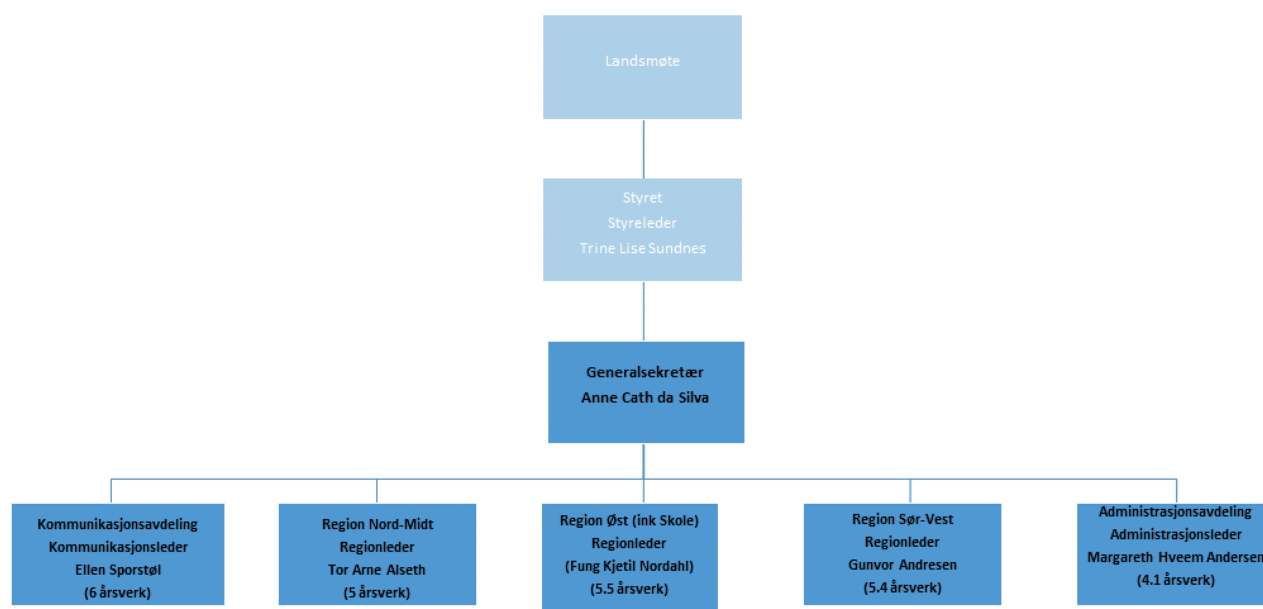 Landsmøte
Styret
Styreleder
Trine Lise Sundnes
Generalsekretær
Anne Cath da Silva
Kommunikasjonsavdeling
Kommunikasjonsleder
Ellen Sporstøl
(6 årsverk)
Region Nord-Midt
Regionleder
Tor Arne Alseth
(5 årsverk)
Region Øst (ink Skole)
Regionleder
(Fung Kjetil Nordahl)
(5.5 årsverk)
Region Sør-Vest
Regionleder
Gunvor Andresen
(5.4 årsverk)
Administrasjonsavdeling
Administrasjonsleder
Margareth Hveem Andersen
(4.1 årsverk)